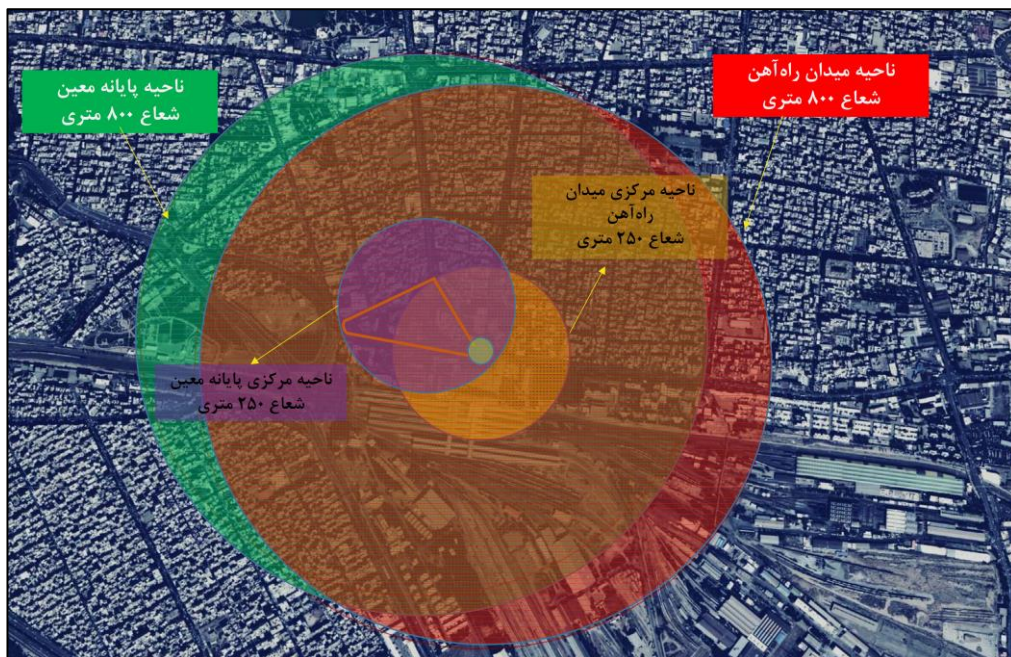 ناحیه میدان راه‌آهن
شعاع ۸۰۰ متری
ناحیه پایانه معین
شعاع ۸۰۰ متری
ناحیه مرکزی میدان
راه‌آهن
شعاع ۲۵۰ متری
ناحیه مرکزی پایانه معین
شعاع ۲۵۰ متری